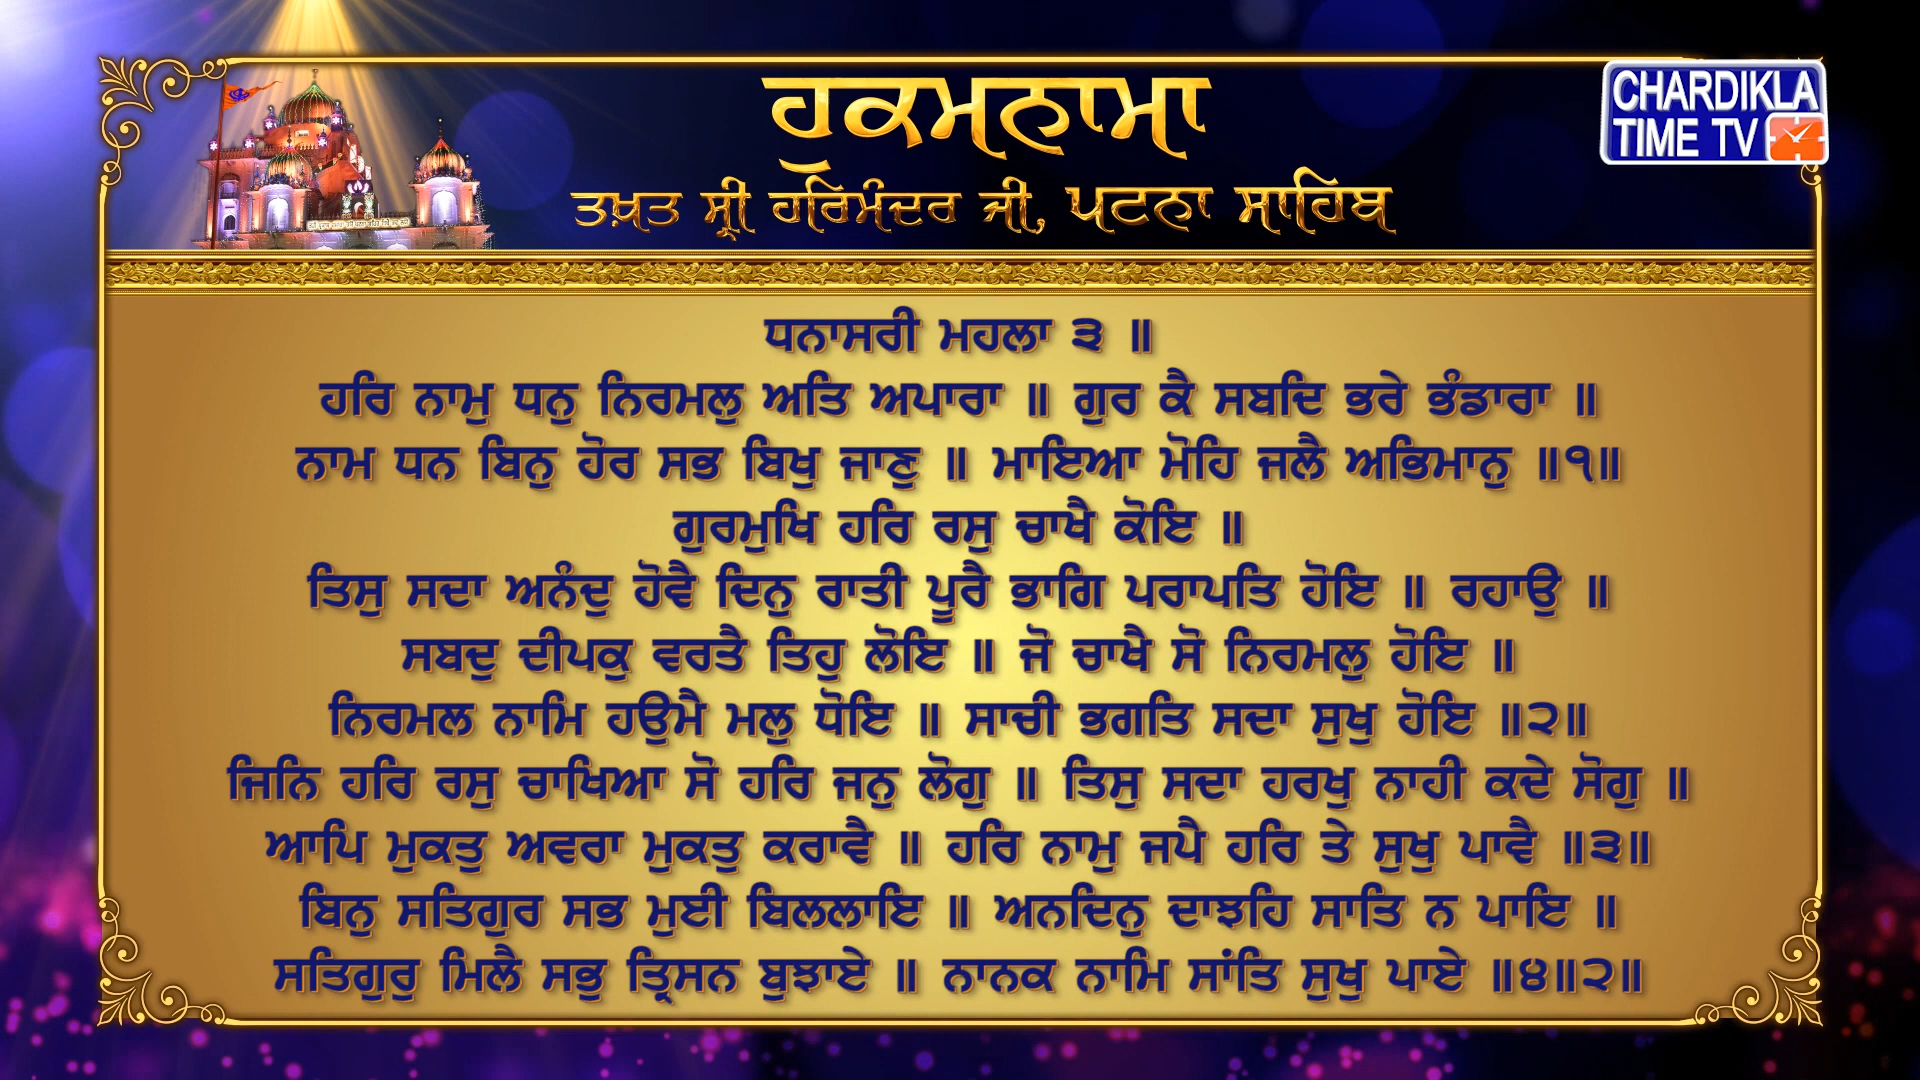 ਹੁਕਮਨਾਮਾ
ਤਖ਼ਤ ਸ੍ਰੀ ਹਰਿਮੰਦਰ ਜੀ, ਪਟਨਾ ਸਾਹਿਬ
CHARDIKLA
TIME TV
ਧਨਾਸਰੀ ਮਹਲਾ ੩ ॥
ਹਰਿ ਨਾਮੁ ਧਨੁ ਨਿਰਮਲੁ ਅਤਿ ਅਪਾਰਾ ॥ ਗੁਰ ਕੈ ਸਬਦਿ ਭਰੇ ਭੰਡਾਰਾ ॥
ਨਾਮ ਧਨ ਬਿਨੁ ਹੋਰ ਸਭ ਬਿਖੁ ਜਾਣੁ ॥ ਮਾਇਆ ਮੋਹਿ ਜਲੈ ਅਭਿਮਾਨੁ ॥੧॥
ਗੁਰਮੁਖਿ ਹਰਿ ਰਸੁ ਚਾਖੈ ਕੋਇ ॥
ਤਿਸੁ ਸਦਾ ਅਨੰਦੁ ਹੋਵੈ ਦਿਨੁ ਰਾਤੀ ਪੂਰੈ ਭਾਗਿ ਪਰਾਪਤਿ ਹੋਇ ॥ ਰਹਾਉ ॥
ਸਬਦੁ ਦੀਪਕੁ ਵਰਤੈ ਤਿਹੁ ਲੋਇ ॥ ਜੋ ਚਾਖੈ ਸੋ ਨਿਰਮਲੁ ਹੋਇ ॥
ਨਿਰਮਲ ਨਾਮਿ ਹਉਮੈ ਮਲੁ ਧੋਇ ॥ ਸਾਚੀ ਭਗਤਿ ਸਦਾ ਸੁਖੁ ਹੋਇ ॥੨॥
ਜਿਨਿ ਹਰਿ ਰਸੁ ਚਾਖਿਆ ਸੋ ਹਰਿ ਜਨੁ ਲੋਗੁ ॥ ਤਿਸੁ ਸਦਾ ਹਰਖੁ ਨਾਹੀ ਕਦੇ ਸੋਗੁ ॥
ਆਪਿ ਮੁਕਤੁ ਅਵਰਾ ਮੁਕਤੁ ਕਰਾਵੈ ॥ ਹਰਿ ਨਾਮੁ ਜਪੈ ਹਰਿ ਤੇ ਸੁਖੁ ਪਾਵੈ ॥੩॥
ਬਿਨੁ ਸਤਿਗੁਰ ਸਭ ਮੁਈ ਬਿਲਲਾਇ ॥ ਅਨਦਿਨੁ ਦਾਝਹਿ ਸਾਤਿ ਨ ਪਾਇ ॥
ਸਤਿਗੁਰੁ ਮਿਲੈ ਸਭੁ ਤ੍ਰਿਸਨ ਬੁਝਾਏ ॥ ਨਾਨਕ ਨਾਮਿ ਸਾਂਤਿ ਸੁਖੁ ਪਾਏ ॥੪॥੨॥